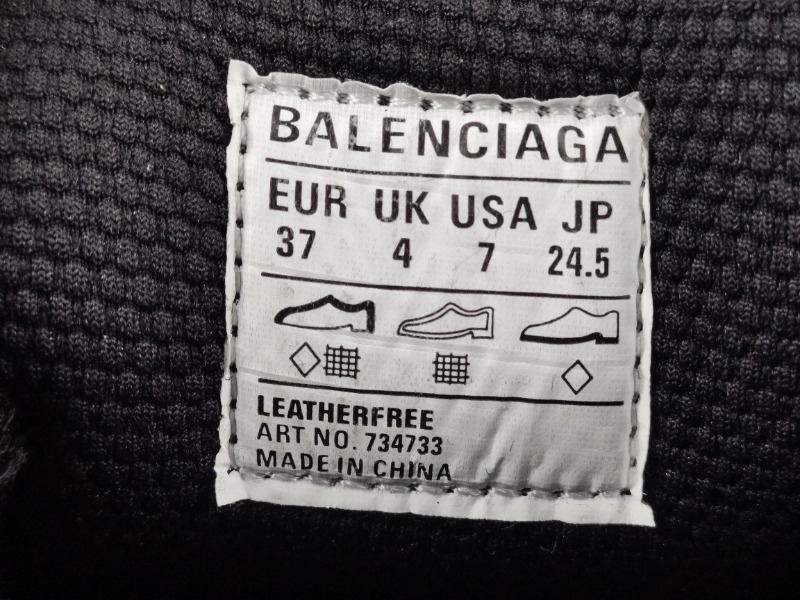 BALENCIAGA
EUR UK USA JP
37 4 7 24.5
LEATHERFREE
ART NO. 734733
MADE IN CHINA